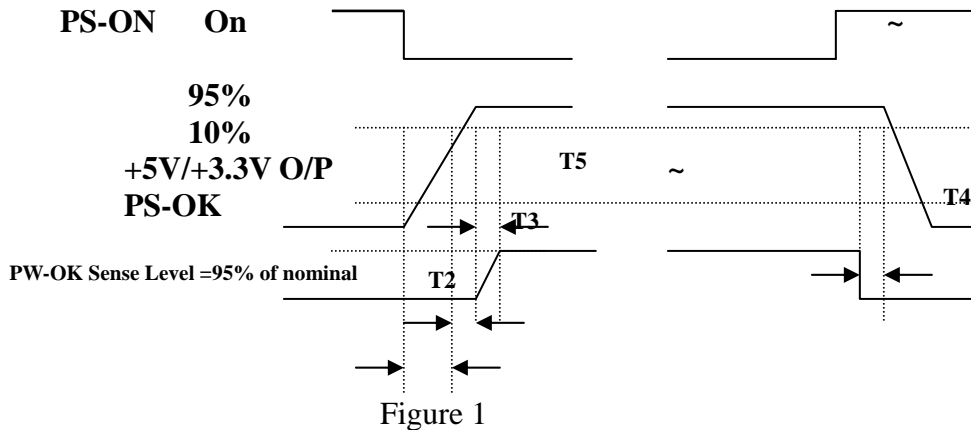 PS-ON On
~
95%
10%
+5V/+3.3V O/P
T5
~
PS-OK
T4
T3
PW-OK Sense Level =95% of nominal
T2
Figure 1